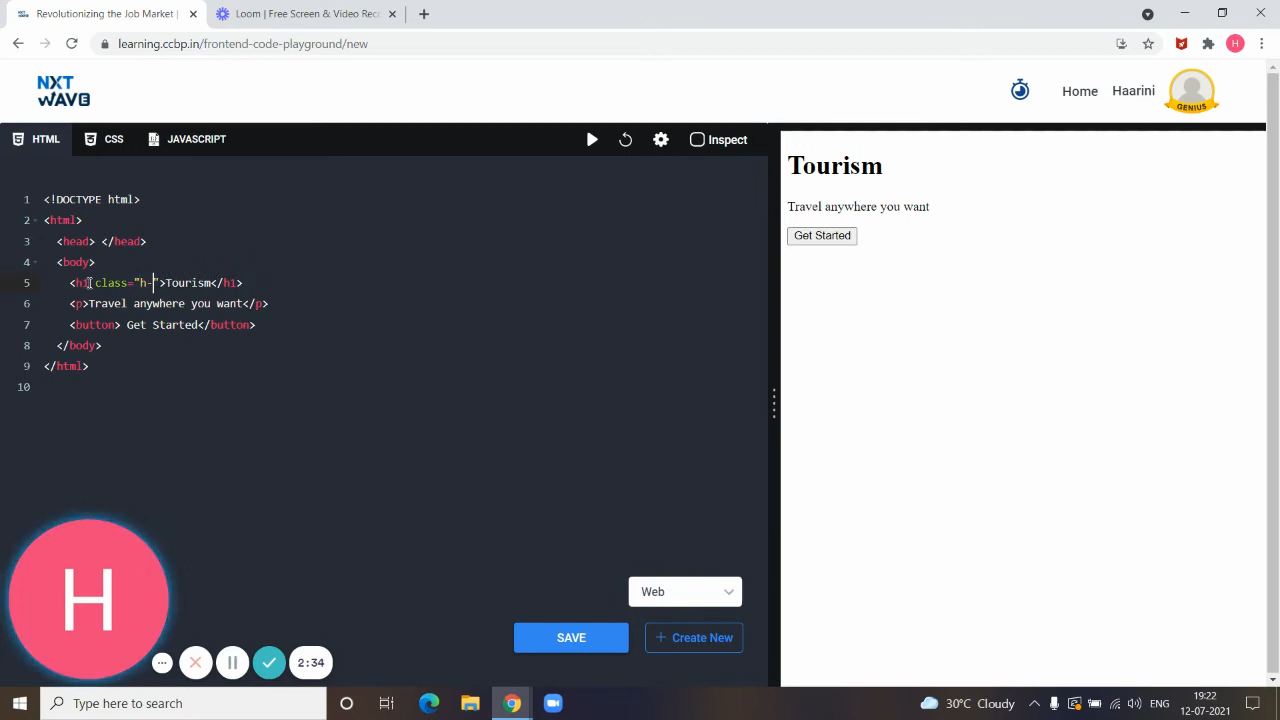 Revolutionizing the Job Market |
Loom | Free Screen & Video Rec
learning.ccbp.in/frontend-code-playground/new
H
NXT
WAVE
Home
Haarini
GENIUS
HTML
CSS
JAVASCRIPT
Inspect
1 <!DOCTYPE html>
2 <html>
3 <head> </head>
4 <body>
5 <h1 class="h-">Tourism</h1>
6 <p>Travel anywhere you want</p>
7 <button> Get Started</button>
8 </body>
9 </html>
10
Tourism
Travel anywhere you want
Get Started
Web
SAVE
+ Create New
H
2:34
Type here to search
30°C Cloudy
ENG
19:22
12-07-2021